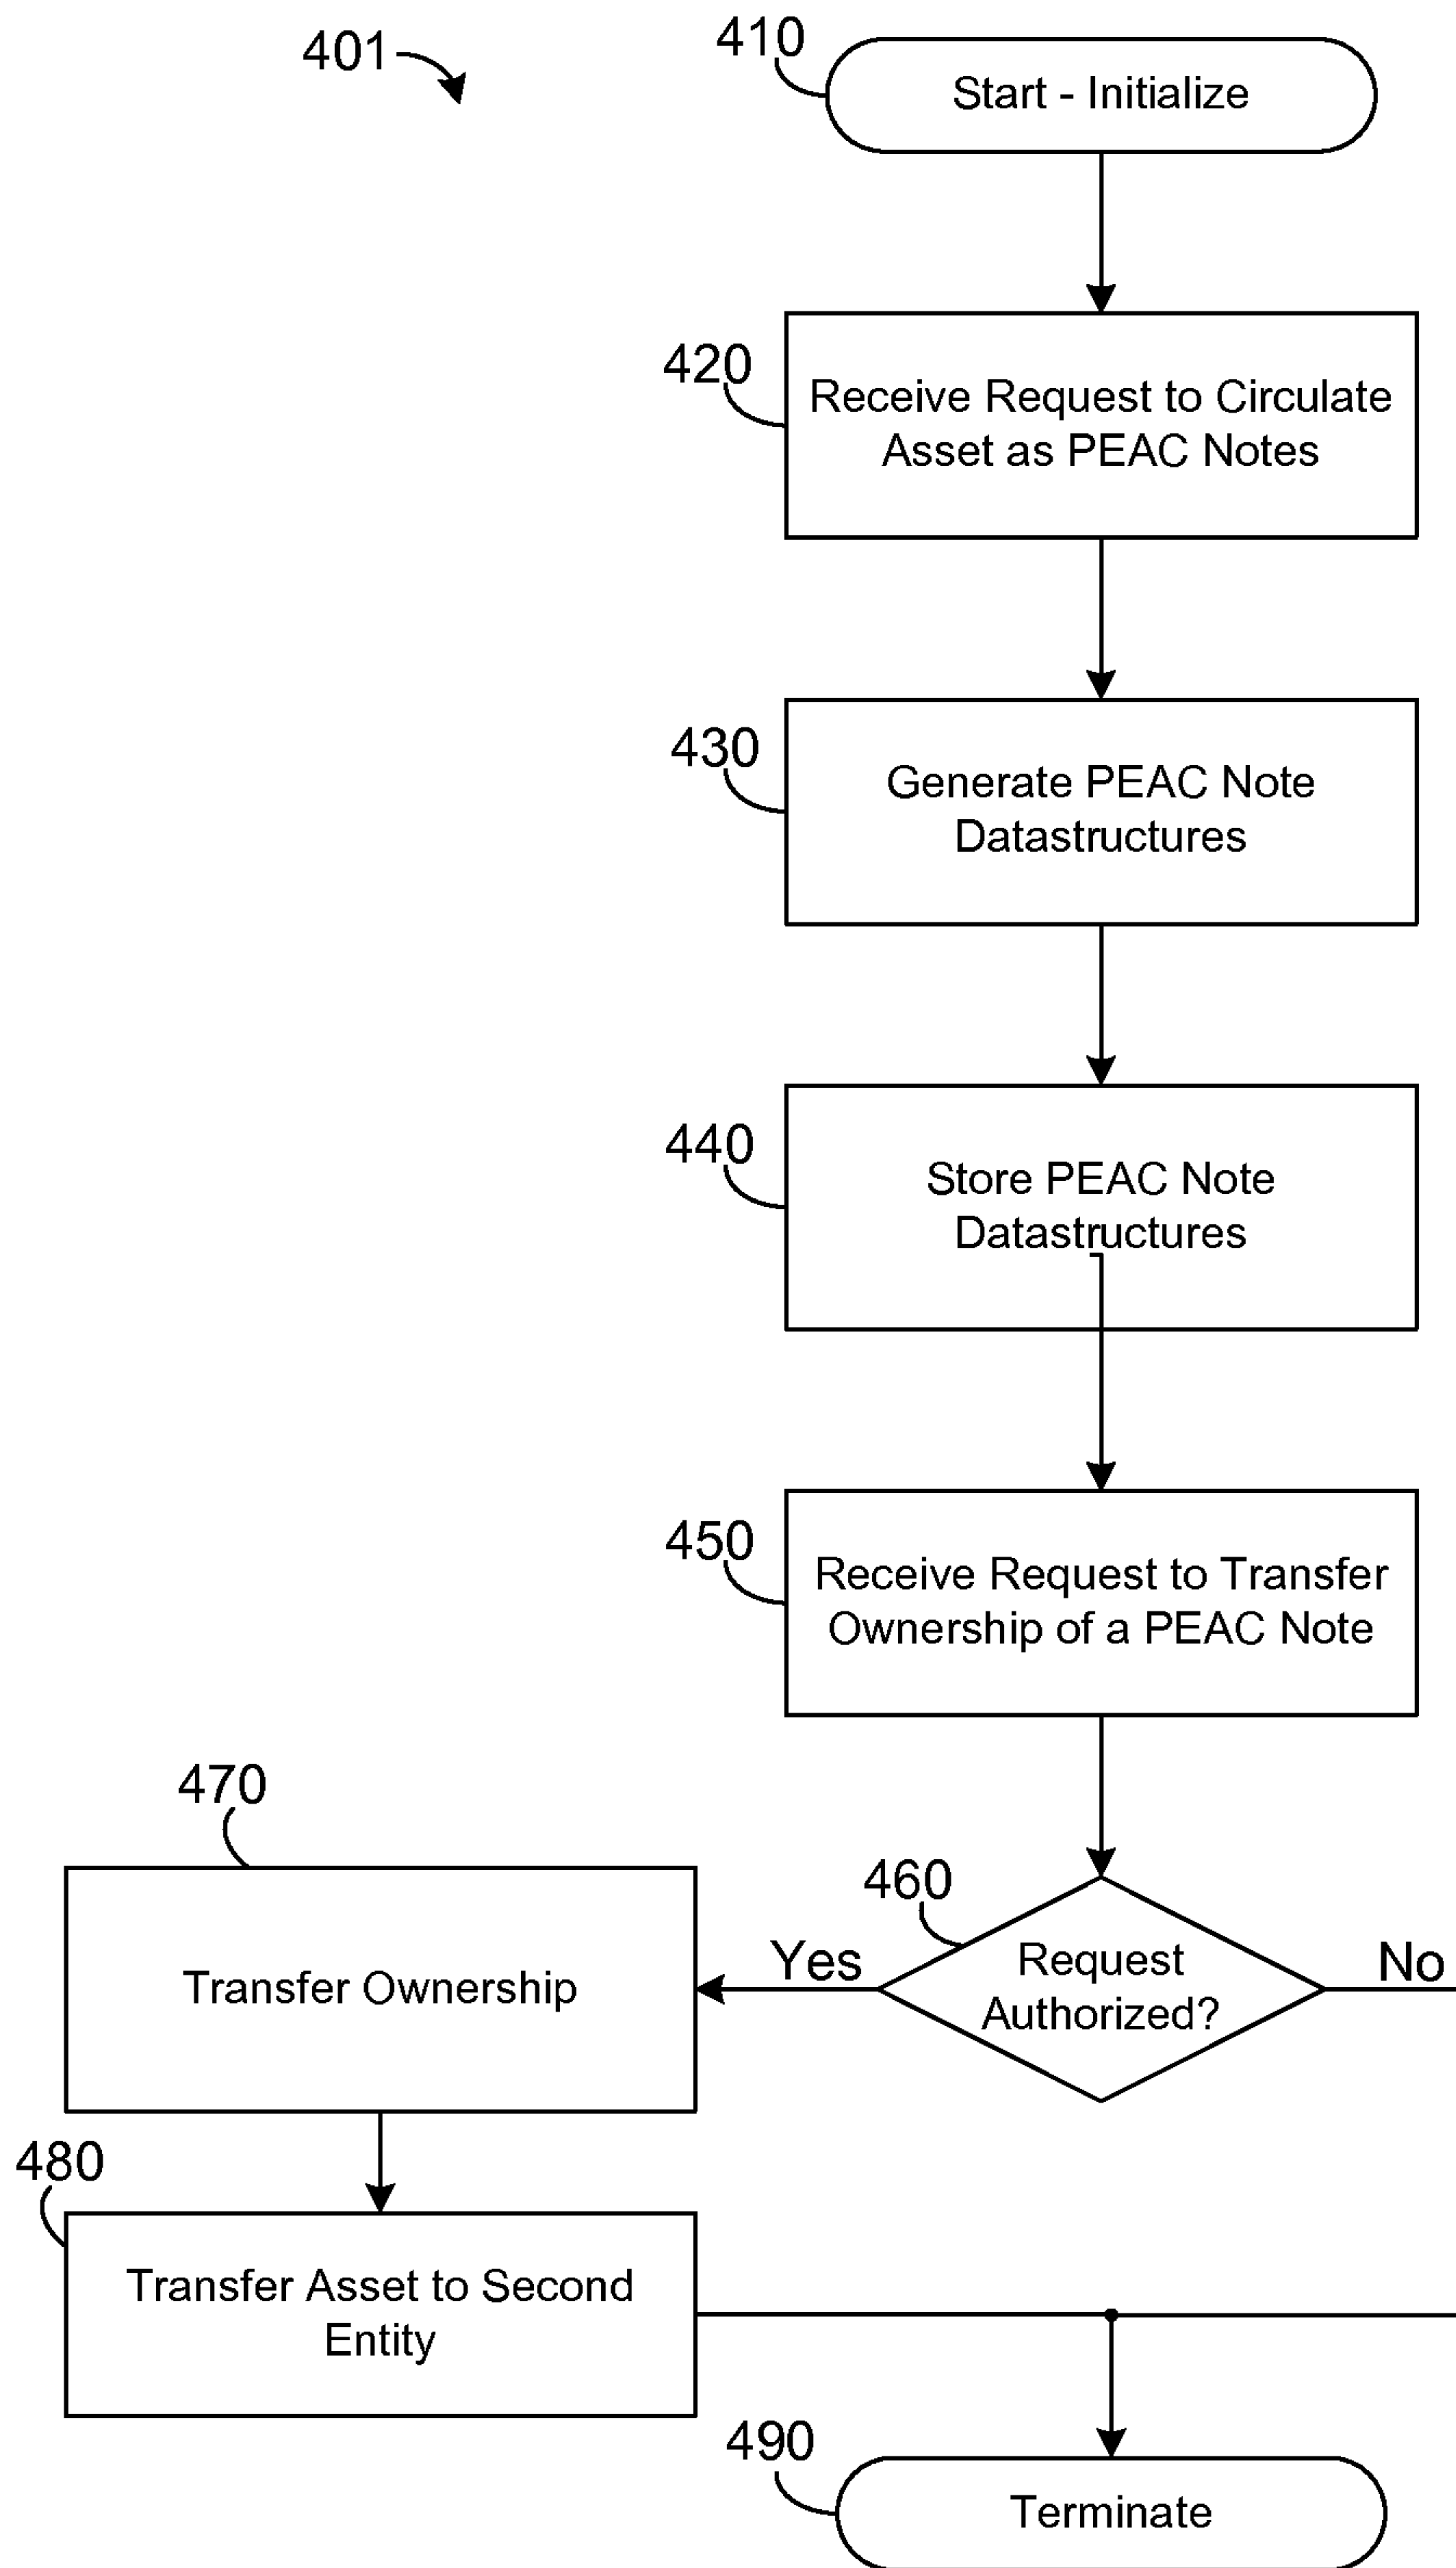 401
410
Start - Initialize
420
Receive Request to Circulate
Asset as PEAC Notes
430
Generate PEAC Note
Datastructures
440
Store PEAC Note
Datastructures
450
Receive Request to Transfer
Ownership of a PEAC Note
460
Request
Authorized?
Yes
No
470
Transfer Ownership
480
Transfer Asset to Second
Entity
490
Terminate